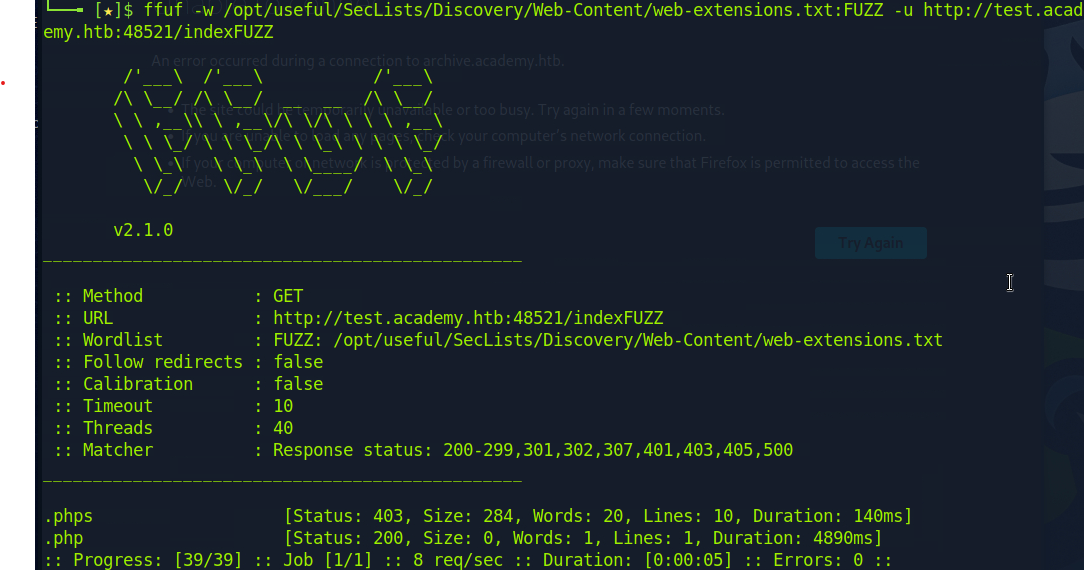 [★]$ ffuf -w /opt/useful/SecLists/Discovery/Web-Content/web-extensions.txt:FUZZ -u http://test.acad
emy.htb:48521/indexFUZZ
An error occurred during a connection to archive.academy.htb.
The site could be temporarily unavailable or too busy. Try again in a few moments.
If you are unable to load any pages, check your computer's network connection.
If your computer or network is protected by a firewall or proxy, make sure that Firefox is permitted to access the
Web.
v2.1.0
Try Again
________________________________________________
:: Method : GET
:: URL : http://test.academy.htb:48521/indexFUZZ
:: Wordlist : FUZZ: /opt/useful/SecLists/Discovery/Web-Content/web-extensions.txt
:: Follow redirects : false
:: Calibration : false
:: Timeout : 10
:: Threads : 40
:: Matcher : Response status: 200-299,301,302,307,401,403,405,500
________________________________________________
.phps [Status: 403, Size: 284, Words: 20, Lines: 10, Duration: 140ms]
.php [Status: 200, Size: 0, Words: 1, Lines: 1, Duration: 4890ms]
:: Progress: [39/39] :: Job [1/1] :: 8 req/sec :: Duration: [0:00:05] :: Errors: 0 ::